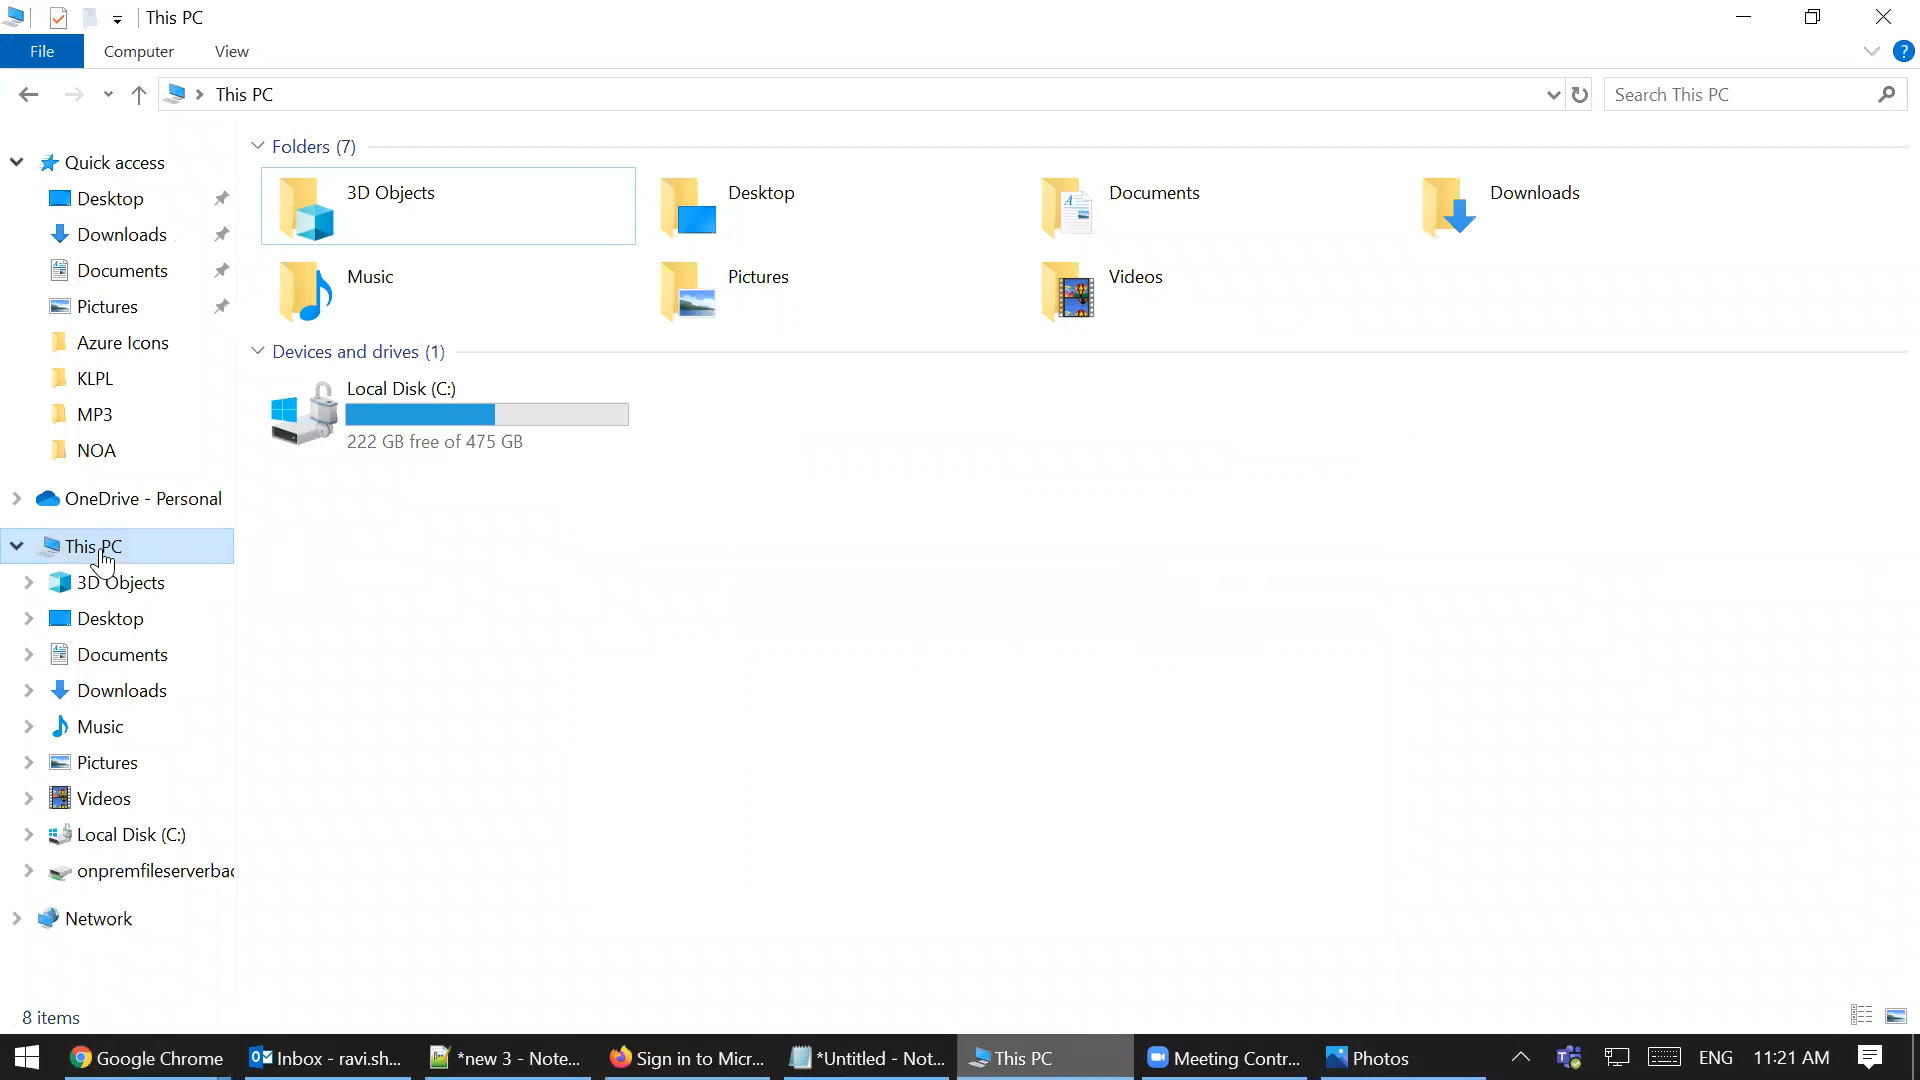 This PC
File Computer View
This PC
Search This PC
Quick access
Desktop
Downloads
Documents
Pictures
Azure Icons
KLPL
MP3
NOA
OneDrive - Personal
This PC
3D Objects
Desktop
Documents
Downloads
Music
Pictures
Videos
Local Disk (C:)
onpremfileserverbac
Network
Folders (7)
3D Objects
Desktop
Documents
Downloads
Music
Pictures
Videos
Devices and drives (1)
Local Disk (C:)
222 GB free of 475 GB
8 items
Google Chrome
Inbox - ravi.sh...
*new 3 - Note...
Sign in to Micr...
*Untitled - Not...
This PC
Meeting Contr...
Photos
ENG
11:21 AM